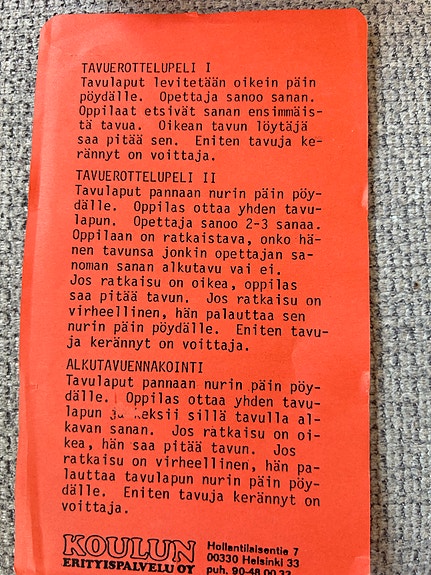 TAVUEROTTELUPELI I
Tavulaput levitetään oikein päin
pöydälle. Opettaja sanoo sanan.
Oppilaat etsivät sanan ensimmäis-
tä tavua. Oikean tavun löytäjä
saa pitää sen. Eniten tavuja ke-
rännyt on voittaja.
TAVUEROTTELUPELI II
Tavulaput pannaan nurin päin pöy-
dälle. Oppilas ottaa yhden tavu-
lapun. Opettaja sanoo 2-3 sanaa.
Oppilaan on ratkaistava, onko hä-
nen tavunsa jonkin opettajan sa-
noman sanan alkutavu vai ei.
Jos ratkaisu on oikea, oppilas
saa pitää tavun. Jos ratkaisu on
virheellinen, hän palauttaa sen
nurin päin pöydälle. Eniten tavu-
ja kerännyt on voittaja.
ALKUTAVUENNAKOINTI
Tavulaput pannaan nurin päin pöy-
dälle. Oppilas ottaa yhden tavu-
lapun ja keksii sillä tavulla al-
kavan sanan. Jos ratkaisu on oi-
kea, hän saa pitää tavun. Jos
ratkaisu on virheellinen, hän pa-
lauttaa tavulapun nurin päin pöy-
dälle. Eniten tavuja kerännyt on
voittaja.
KOULUN
ERITYISPALVELU OY
Hollantilaisentie 7
00330 Helsinki 33
puh. 90-48 00 33